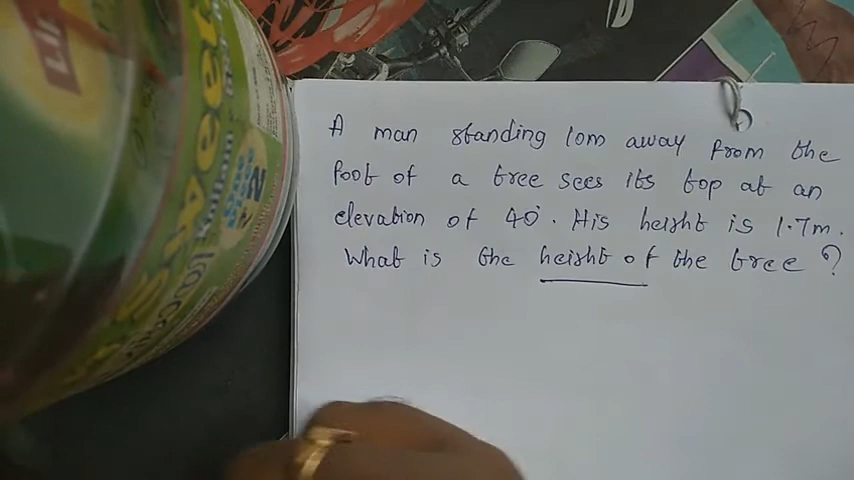 A man standing 10m away from the
foot of a tree sees its top at an
elevation of 40°. His height is 1.7m.
What is the height of the tree ?